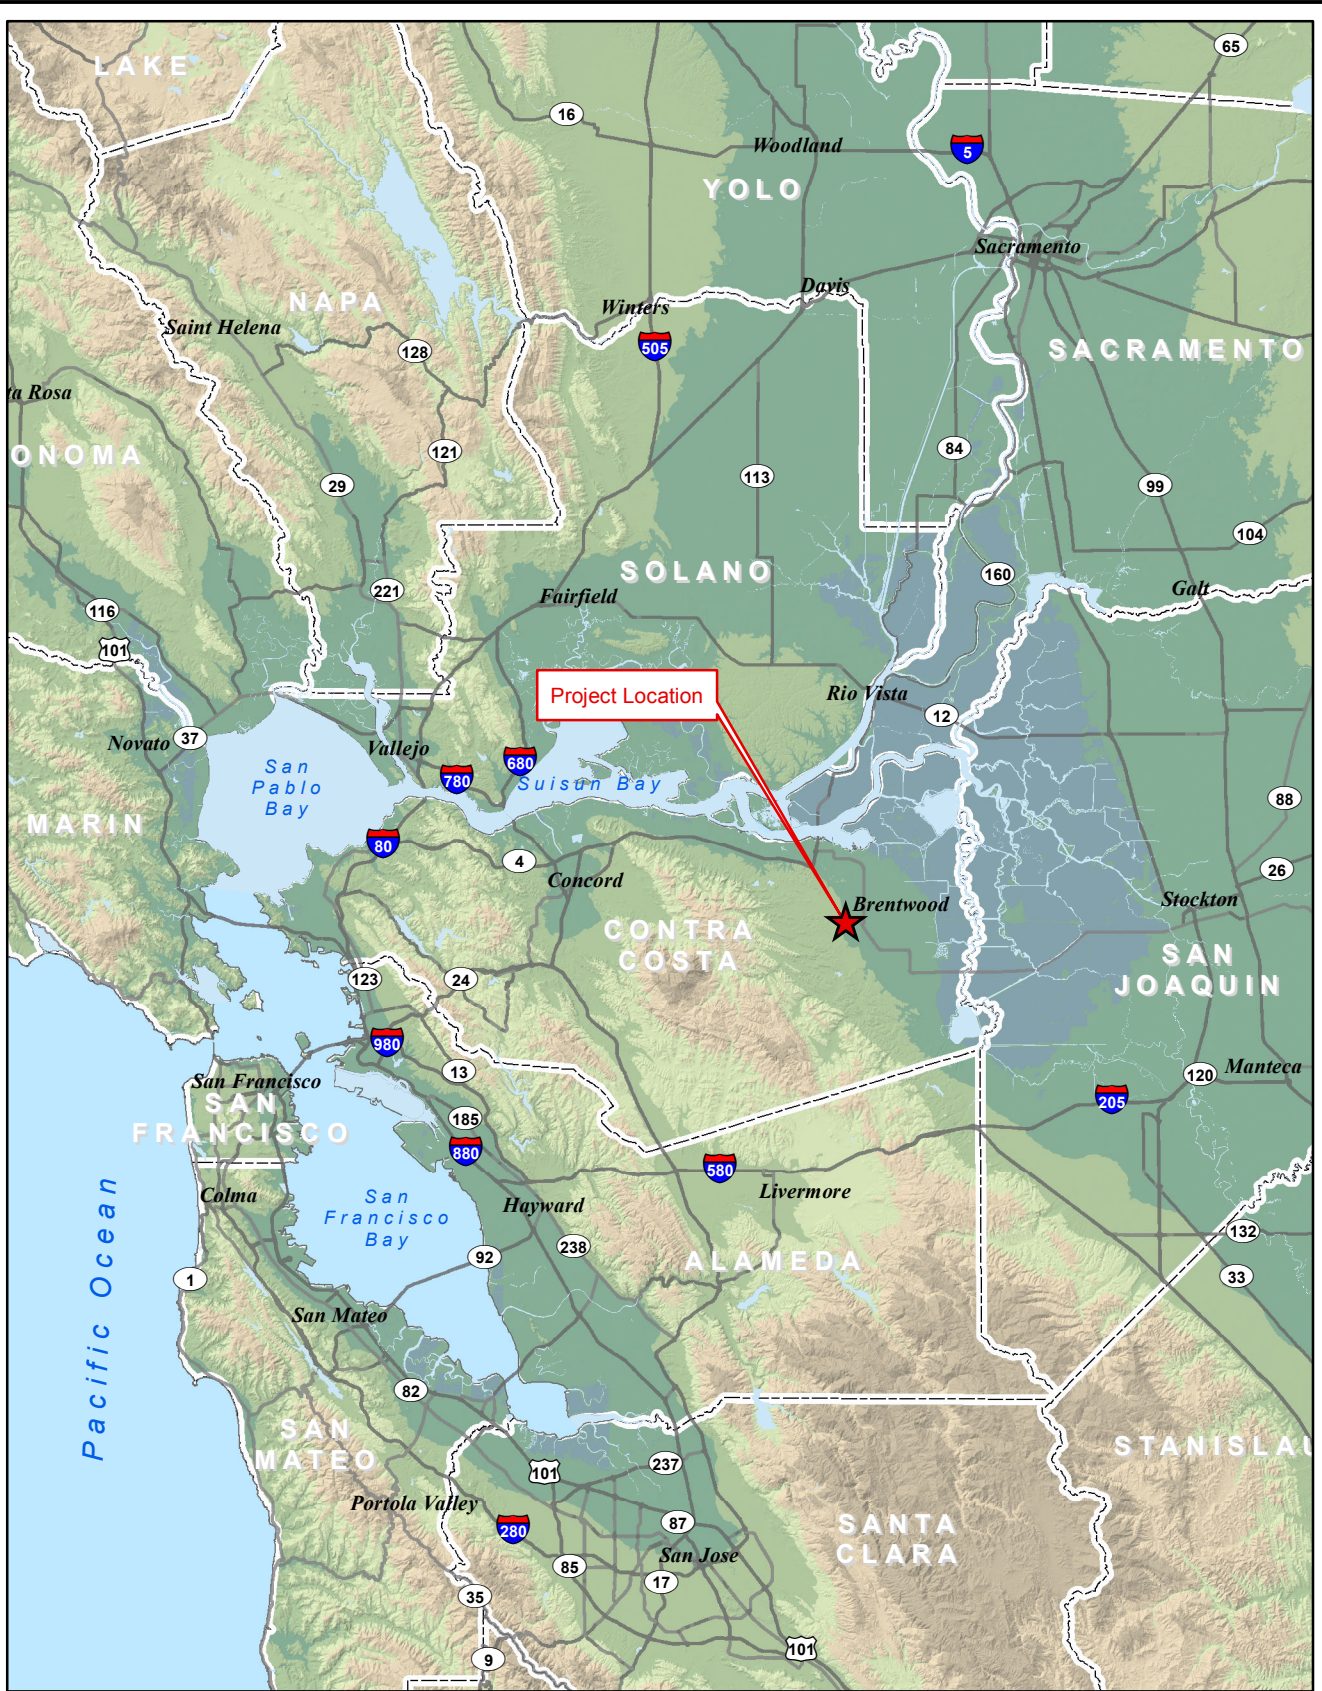 LAKE
65
16
Woodland
5
YOLO
Sacramento
NAPA
Davis
Winters
Saint Helena
128
505
SACRAMENTO
ta Rosa
ONOMA
121
84
29
113
99
104
SOLANO
160
221
Fairfield
Galt
116
101
Project Location
Rio Vista
12
37
Novato
Vallejo
680
San
Pablo
Bay
780
Suisun Bay
88
MARIN
80
4
Concord
26
Brentwood
Stockton
CONTRA
COSTA
SAN
JOAQUIN
123
24
980
13
San Francisco
120
Manteca
205
SAN
FRANCISCO
185
880
580
Livermore
Colma
San
Francisco
Bay
Hayward
238
92
132
ALAMEDA
33
1
Pacific Ocean
San Mateo
82
SAN
MATEO
STANISLAU
237
101
Portola Valley
280
87
SANTA
CLARA
San Jose
85
17
35
101
9